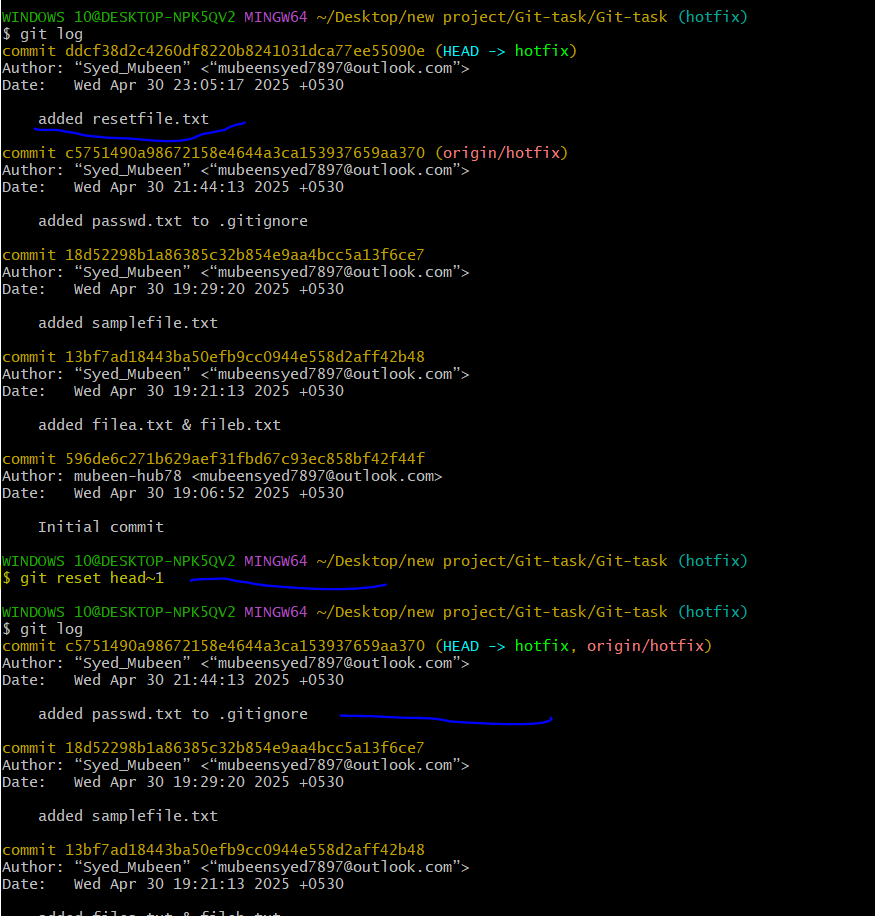 WINDOWS 10@DESKTOP-NPK5QV2 MINGW64 ~/Desktop/new project/Git-task/Git-task (hotfix)
$ git log
commit ddcf38d2c4260df8220b8241031dca77ee55090e (HEAD -> hotfix)
Author: “Syed_Mubeen” <“mubeensyed7897@outlook.com”>
Date:   Wed Apr 30 23:05:17 2025 +0530
    added resetfile.txt
commit c5751490a98672158e4644a3ca153937659aa370 (origin/hotfix)
Author: “Syed_Mubeen” <“mubeensyed7897@outlook.com”>
Date:   Wed Apr 30 21:44:13 2025 +0530
    added passwd.txt to .gitignore
commit 18d52298b1a86385c32b854e9aa4bcc5a13f6ce7
Author: “Syed_Mubeen” <“mubeensyed7897@outlook.com”>
Date:   Wed Apr 30 19:29:20 2025 +0530
    added samplefile.txt
commit 13bf7ad18443ba50efb9cc0944e558d2aff42b48
Author: “Syed_Mubeen” <“mubeensyed7897@outlook.com”>
Date:   Wed Apr 30 19:21:13 2025 +0530
    added filea.txt & fileb.txt
commit 596de6c271b629aef31fbd67c93ec858bf42f44f
Author: mubeen-hub78 <mubeensyed7897@outlook.com>
Date:   Wed Apr 30 19:06:52 2025 +0530
    Initial commit
WINDOWS 10@DESKTOP-NPK5QV2 MINGW64 ~/Desktop/new project/Git-task/Git-task (hotfix)
$ git reset head~1
WINDOWS 10@DESKTOP-NPK5QV2 MINGW64 ~/Desktop/new project/Git-task/Git-task (hotfix)
$ git log
commit c5751490a98672158e4644a3ca153937659aa370 (HEAD -> hotfix, origin/hotfix)
Author: “Syed_Mubeen” <“mubeensyed7897@outlook.com”>
Date:   Wed Apr 30 21:44:13 2025 +0530
    added passwd.txt to .gitignore
commit 18d52298b1a86385c32b854e9aa4bcc5a13f6ce7
Author: “Syed_Mubeen” <“mubeensyed7897@outlook.com”>
Date:   Wed Apr 30 19:29:20 2025 +0530
    added samplefile.txt
commit 13bf7ad18443ba50efb9cc0944e558d2aff42b48
Author: “Syed_Mubeen” <“mubeensyed7897@outlook.com”>
Date:   Wed Apr 30 19:21:13 2025 +0530
    added filea.txt & fileb.txt